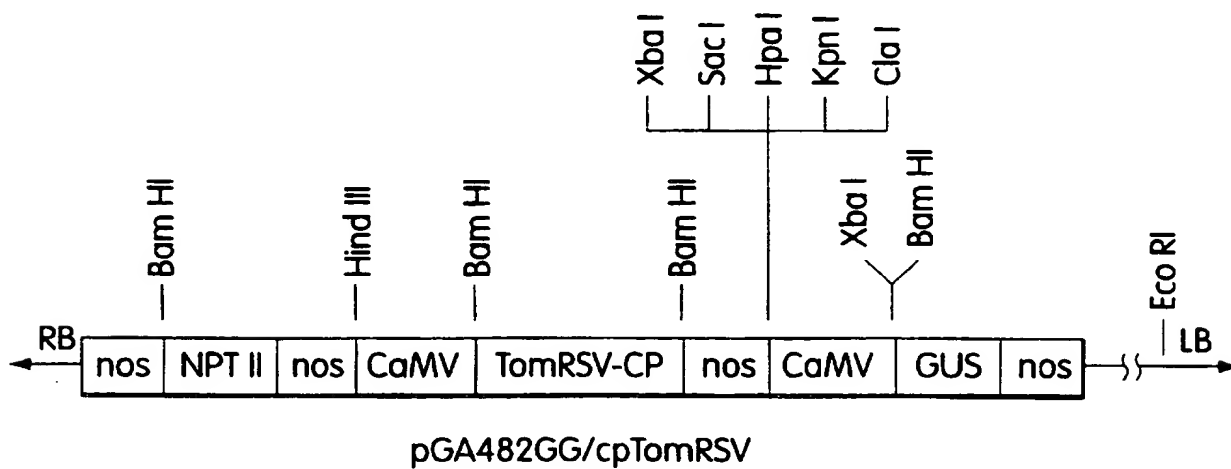 Xba I
Sac I
Hpa I
Kpn I
Cla I
Bam HI
Hind III
Bam HI
Bam HI
Xba I
Bam HI
Eco RI
RB
nos
NPT II
nos
CaMV
TomRSV-CP
nos
CaMV
GUS
nos
LB
pGA482GG/cpTomRSV